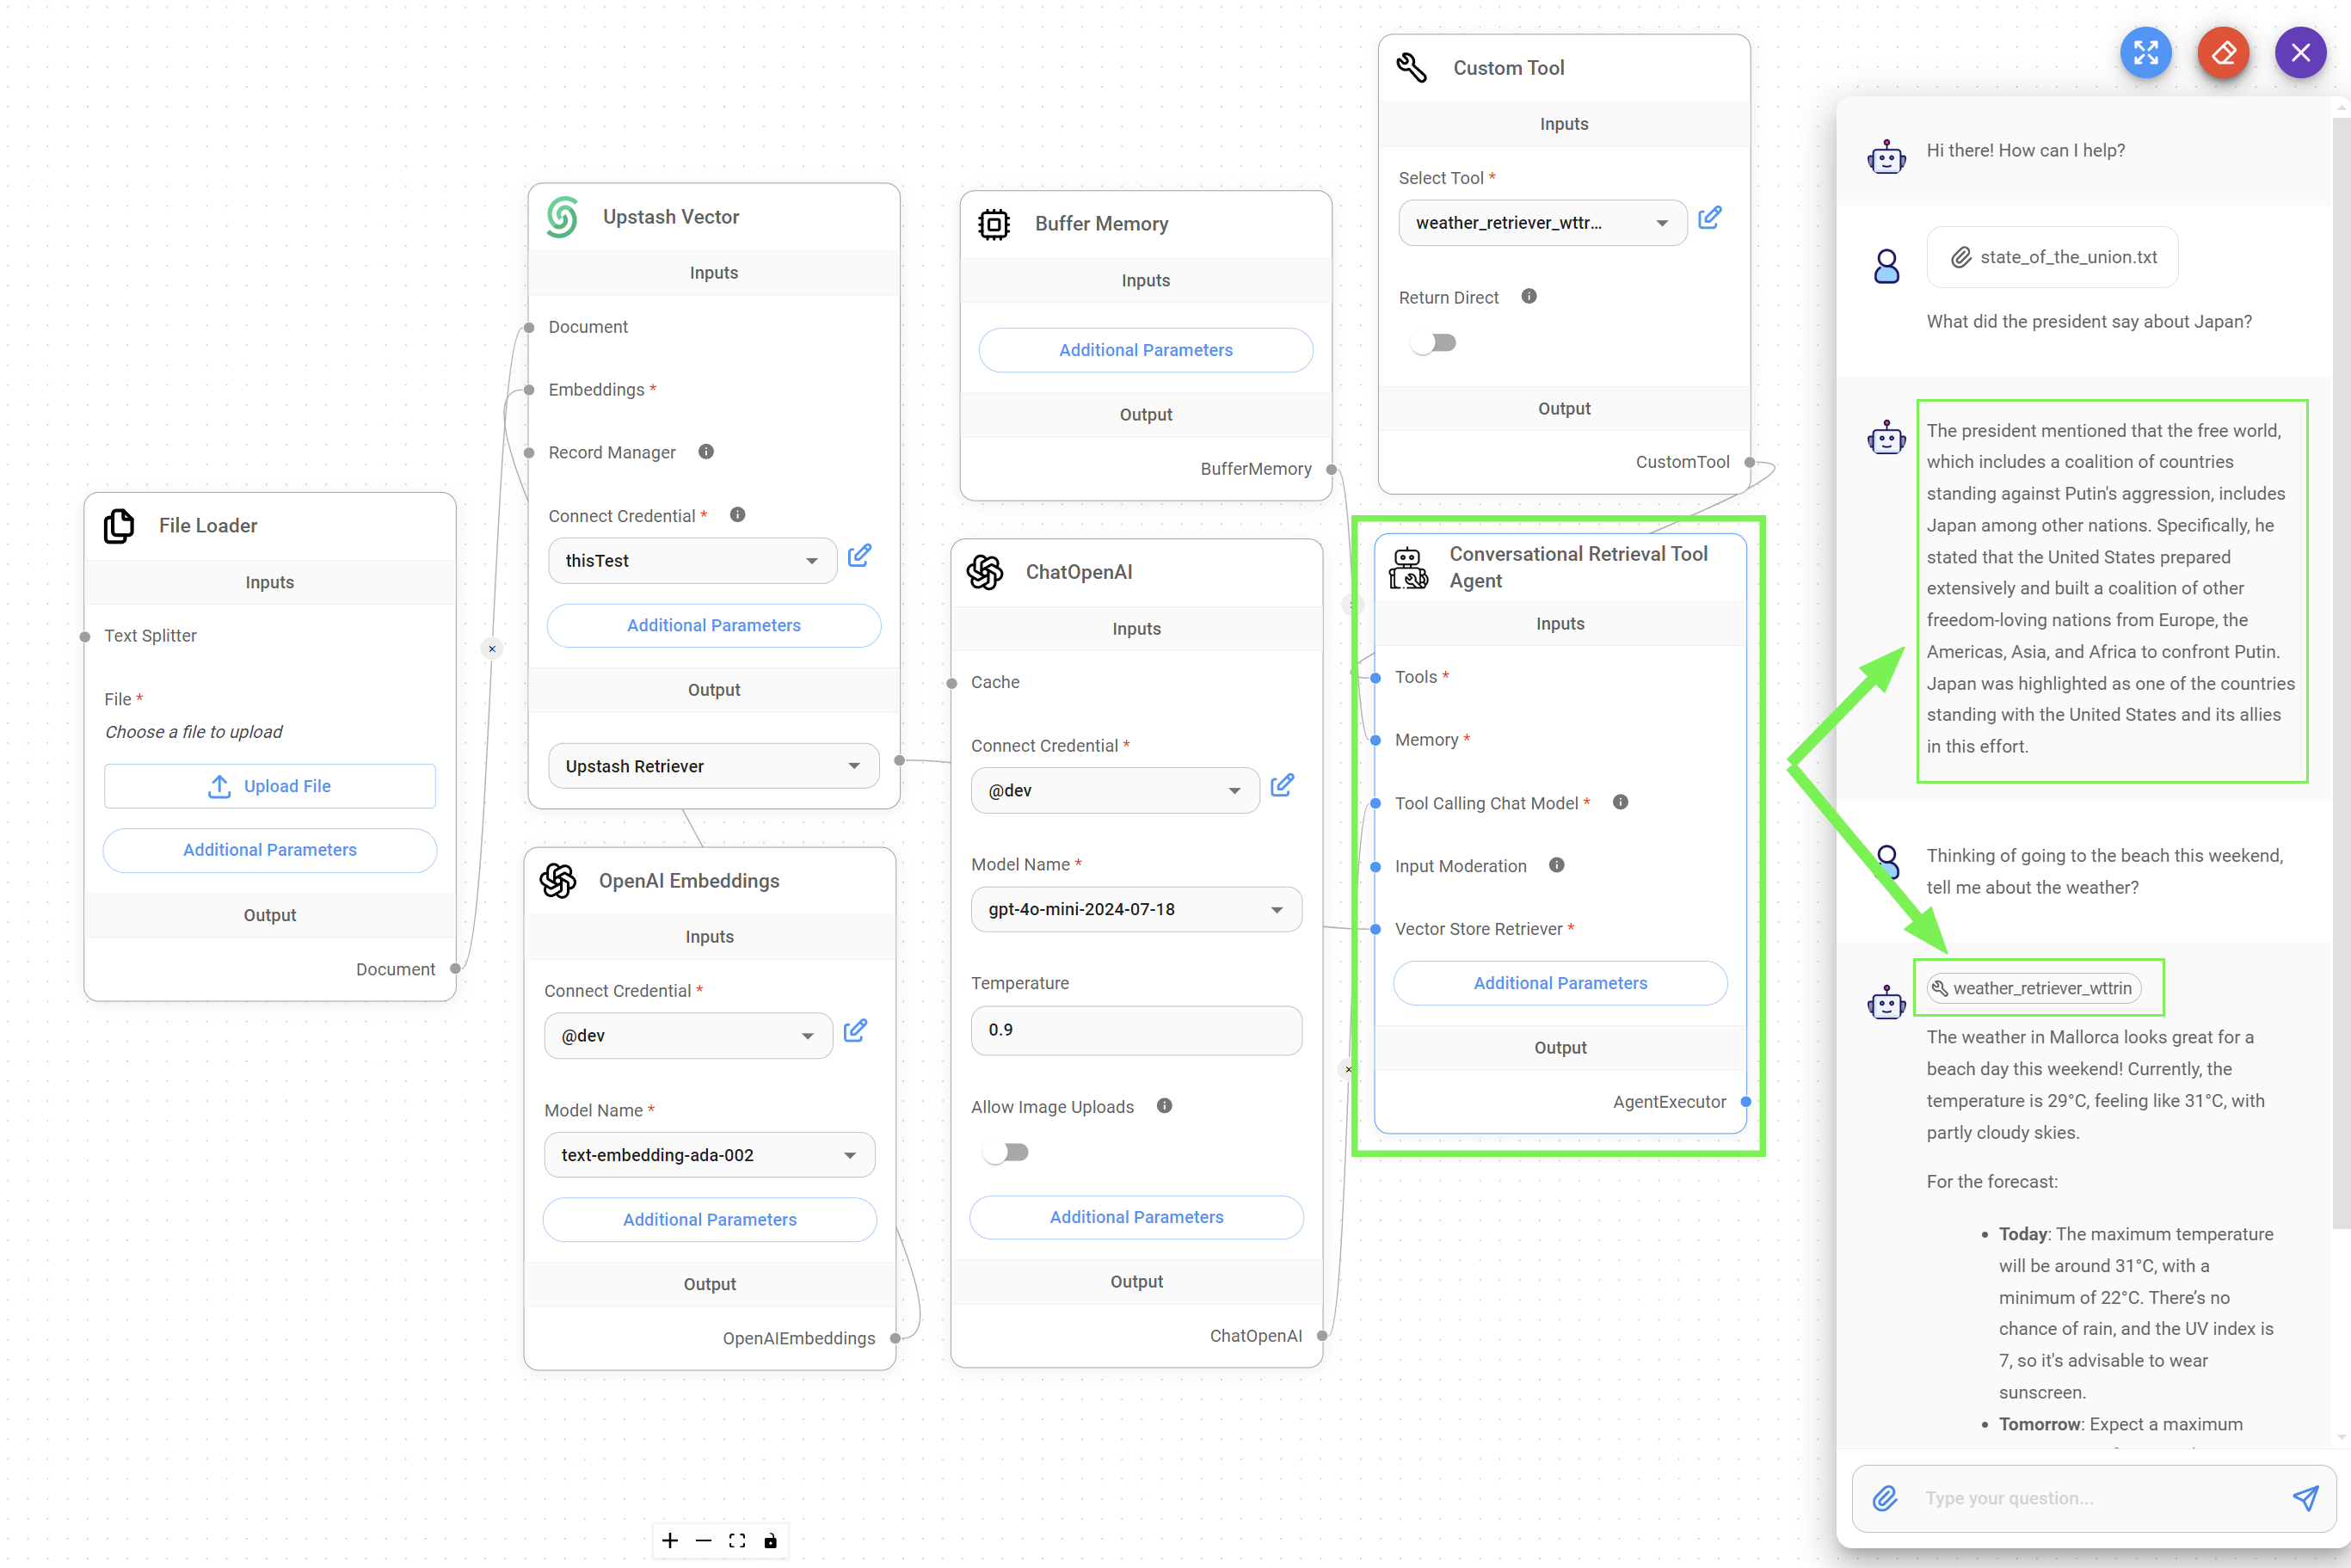 File Loader
Inputs
Text Splitter
File *
Choose a file to upload
Upload File
Additional Parameters
Output
Document
Upstash Vector
Inputs
Document
Embeddings *
Record Manager
Connect Credential *
thisTest
Additional Parameters
Output
Upstash Retriever
OpenAI Embeddings
Inputs
Connect Credential *
@dev
Model Name *
text-embedding-ada-002
Additional Parameters
Output
OpenAIEmbeddings
Buffer Memory
Inputs
Additional Parameters
Output
BufferMemory
ChatOpenAI
Inputs
Cache
Connect Credential *
@dev
Model Name *
gpt-4o-mini-2024-07-18
Temperature
0.9
Allow Image Uploads
Additional Parameters
Output
ChatOpenAI
Custom Tool
Inputs
Select Tool *
weather_retriever_wttr...
Return Direct
Output
CustomTool
Conversational Retrieval Tool
Agent
Inputs
Tools *
Memory *
Tool Calling Chat Model *
Input Moderation
Vector Store Retriever *
Additional Parameters
Output
AgentExecutor
Hi there! How can I help?
state_of_the_union.txt
What did the president say about Japan?
The president mentioned that the free world,
which includes a coalition of countries
standing against Putin's aggression, includes
Japan among other nations. Specifically, he
stated that the United States prepared
extensively and built a coalition of other
freedom-loving nations from Europe, the
Americas, Asia, and Africa to confront Putin.
Japan was highlighted as one of the countries
standing with the United States and its allies
in this effort.
Thinking of going to the beach this weekend,
tell me about the weather?
weather_retriever_wttrin
The weather in Mallorca looks great for a
beach day this weekend! Currently, the
temperature is 29°C, feeling like 31°C, with
partly cloudy skies.
For the forecast:
• Today: The maximum temperature
will be around 31°C, with a
minimum of 22°C. There's no
chance of rain, and the UV index is
7, so it's advisable to wear
sunscreen.
• Tomorrow: Expect a maximum
Type your question...